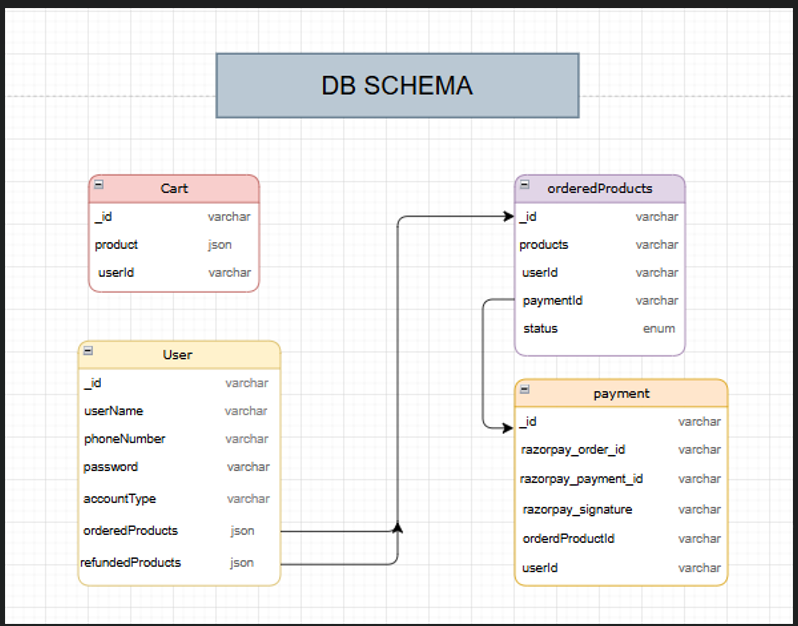 DB SCHEMA
Cart
_id varchar
product json
userId varchar
User
_id varchar
userName varchar
phoneNumber varchar
password varchar
accountType varchar
orderedProducts json
refundedProducts json
orderedProducts
_id varchar
products varchar
userId varchar
paymentId varchar
status enum
payment
_id varchar
razorpay_order_id varchar
razorpay_payment_id varchar
razorpay_signature varchar
orderdProductId varchar
userId varchar